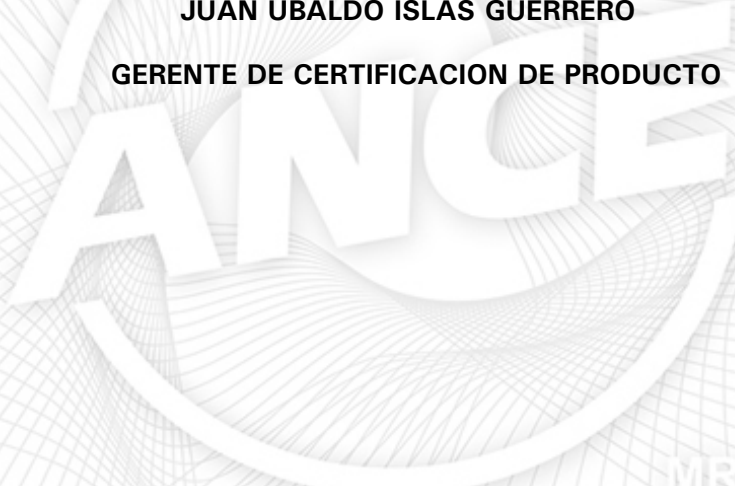 JUAN UBALDO ISLAS GUERRERO
GERENTE DE CERTIFICACION DE PRODUCTO
ANCE
MR